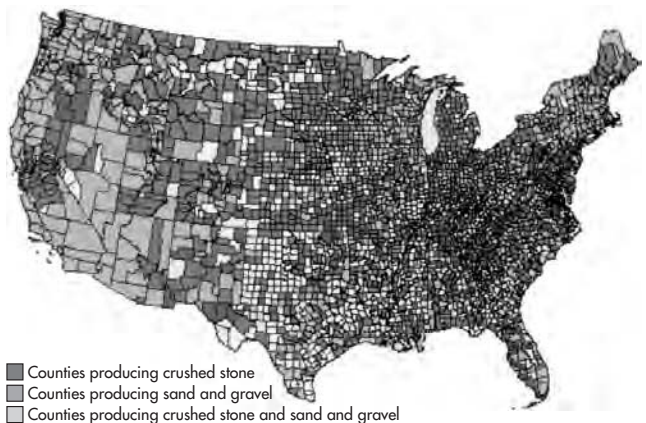 Counties producing crushed stone
Counties producing sand and gravel
Counties producing crushed stone and sand and gravel